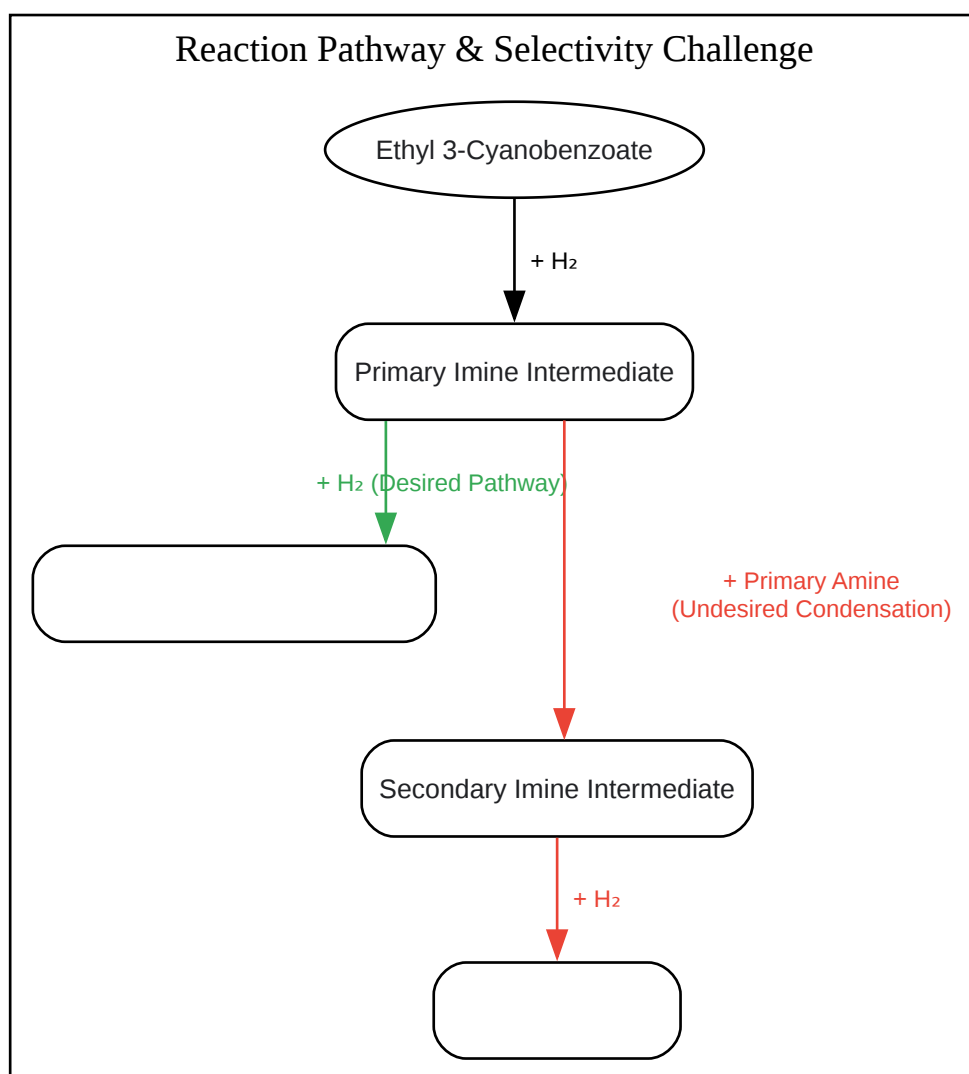 Reaction Pathway & Selectivity Challenge
Ethyl 3-Cyanobenzoate
+ H₂
Primary Imine Intermediate
+ H₂ (Desired Pathway)
+ Primary Amine
(Undesired Condensation)
Secondary Imine Intermediate
+ H₂